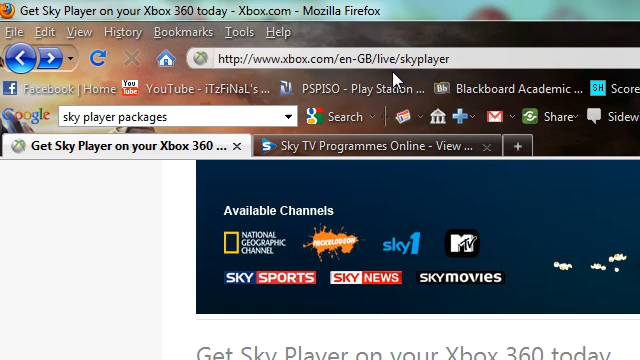 Get Sky Player on your Xbox 360 today - Xbox.com - Mozilla Firefox
File Edit View History Bookmarks Tools Help
http://www.xbox.com/en-GB/live/skyplayer
Facebook | Home YouTube - iTzFiNaL's ... PSPISO - Play Station ... Bb Blackboard Academic ... SH Score
Google sky player packages Search Share Sidew
Get Sky Player on your Xbox 360 ... Sky TV Programmes Online - View ...
Available Channels
NATIONAL GEOGRAPHIC CHANNEL NICKELODEON sky1 MTV
SKY SPORTS SKY NEWS SKYMOVIES
Get Sky Player on your Xbox 360 today